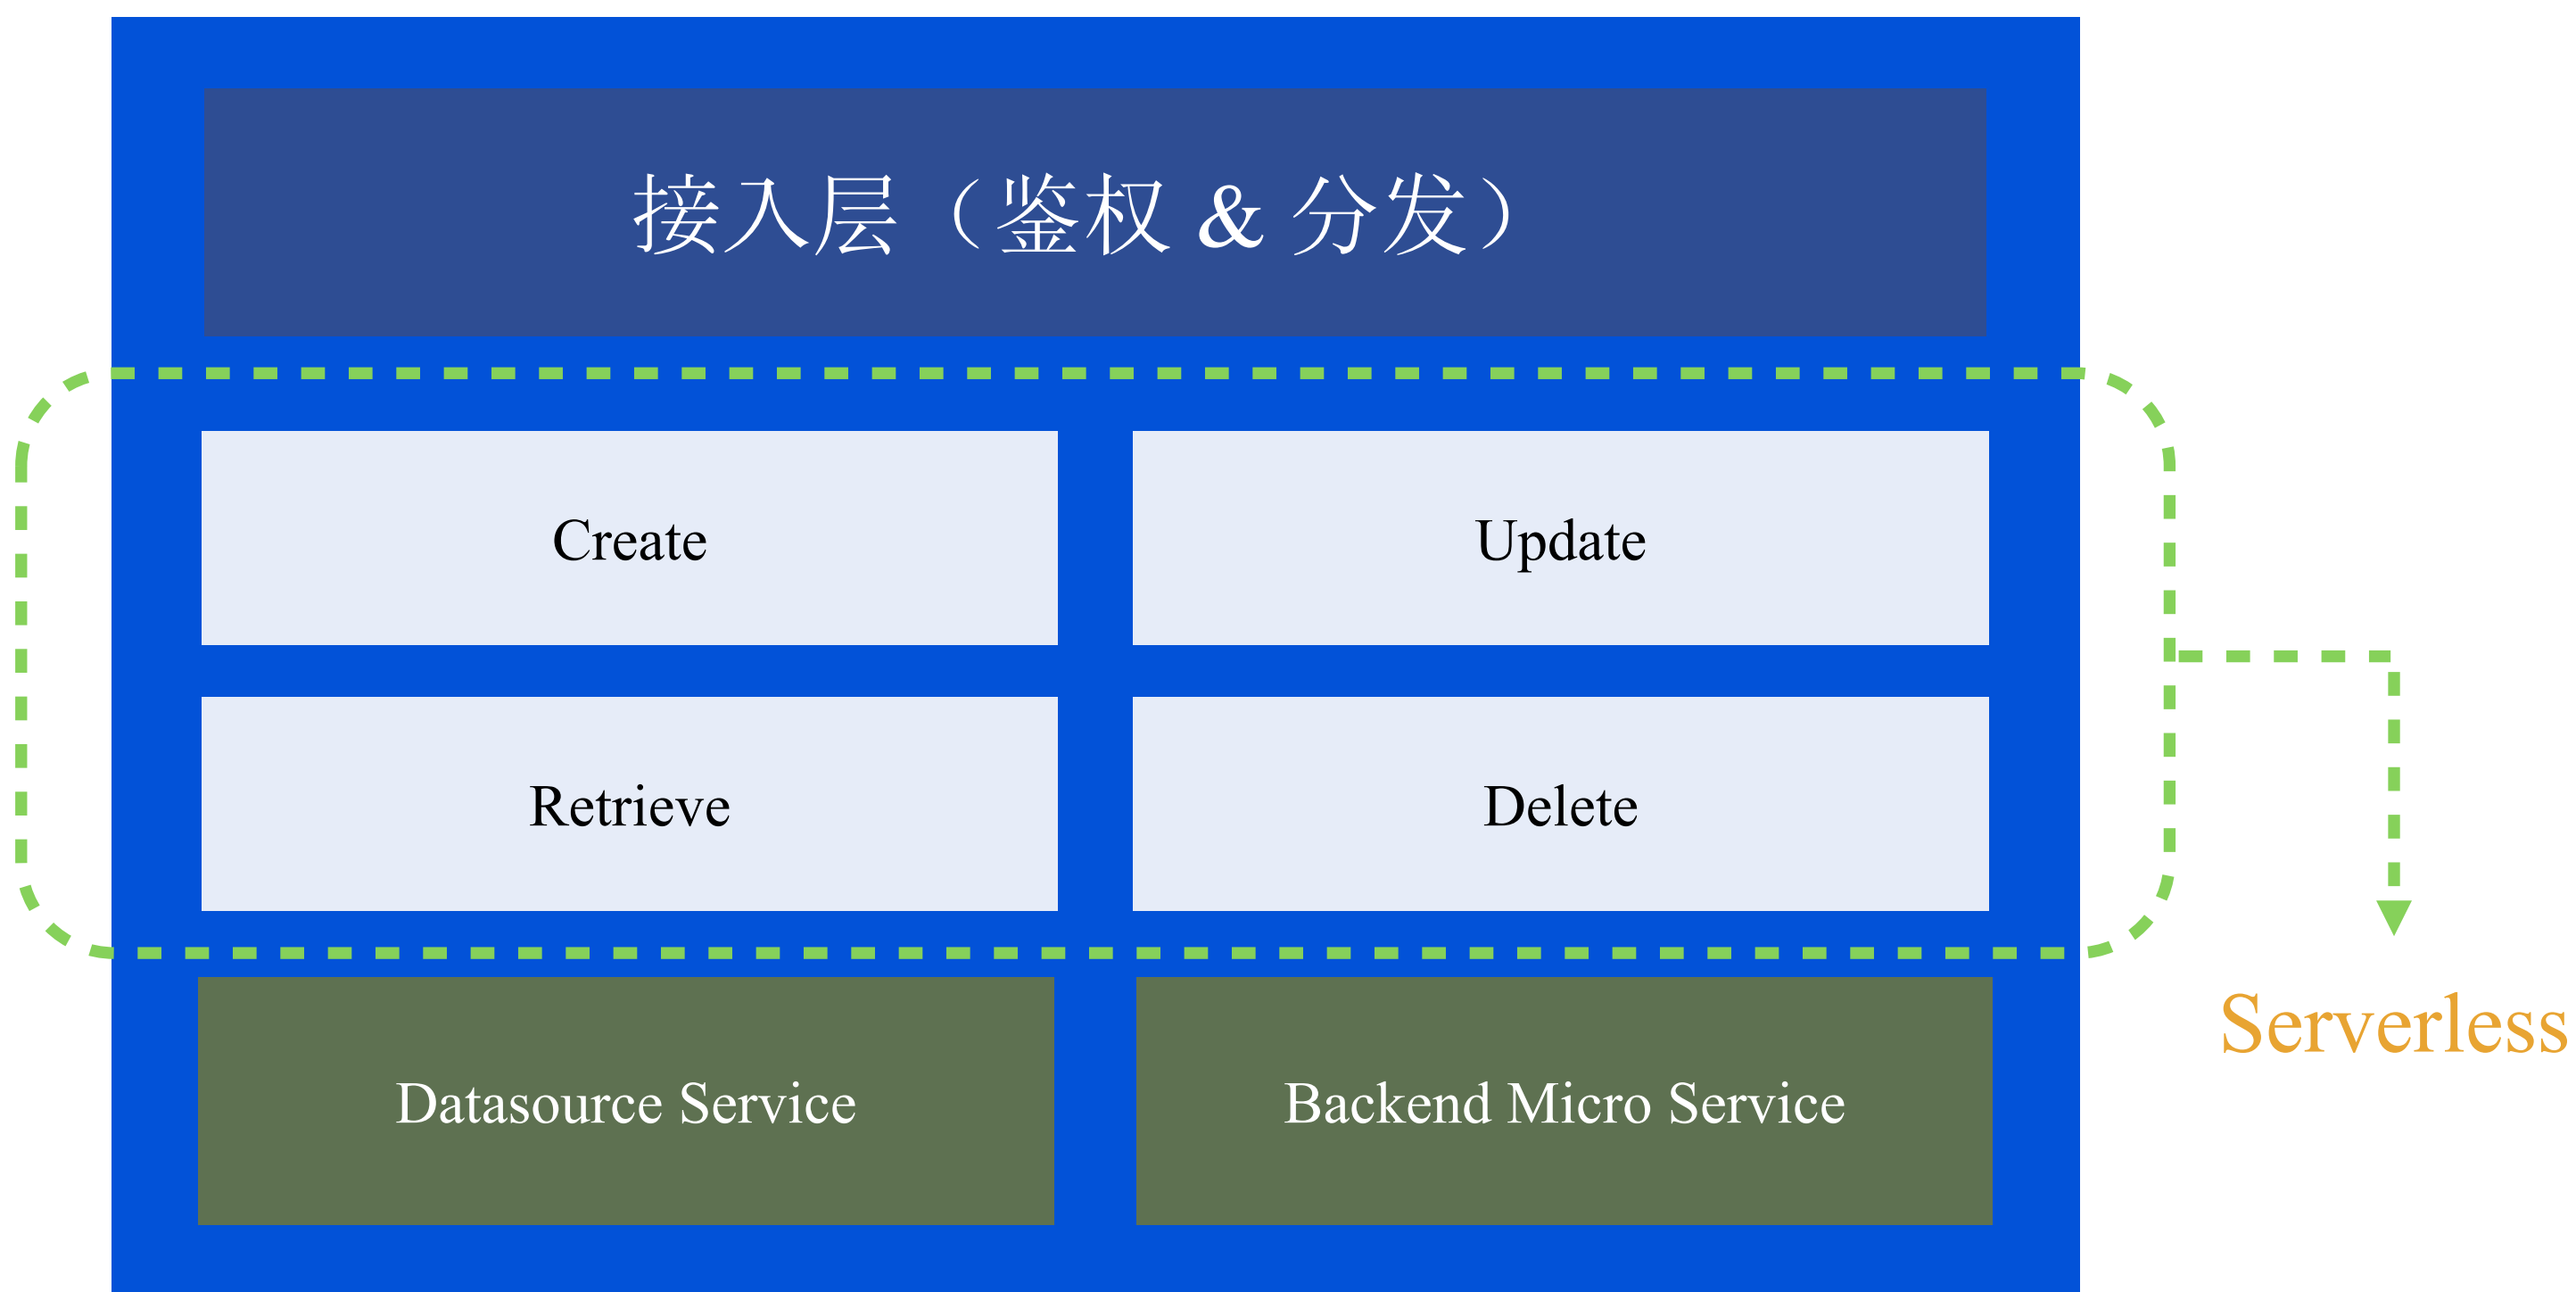 接入层（鉴权 & 分发）
Create
Update
Retrieve
Delete
Datasource Service
Backend Micro Service
Serverless